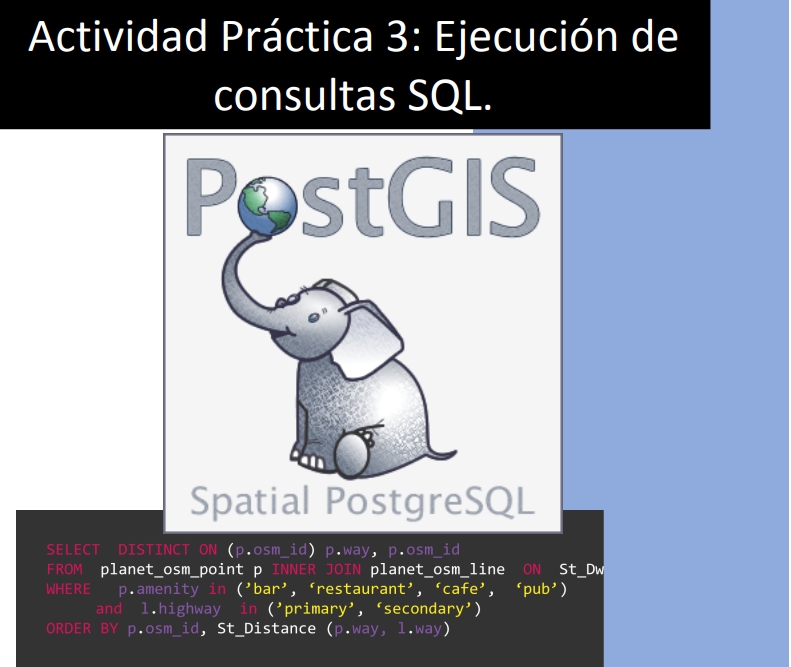 Actividad Práctica 3: Ejecución de
consultas SQL.
PostGIS
Spatial PostgreSQL
SELECT DISTINCT ON (p.osm_id) p.way, p.osm_id
FROM planet_osm_point p INNER JOIN planet_osm_line ON St_Dw
WHERE p.amenity in (’bar’, ‘restaurant’, ‘cafe’, ‘pub’)
and l.highway in (’primary’, ‘secondary’)
ORDER BY p.osm_id, St_Distance (p.way, l.way)